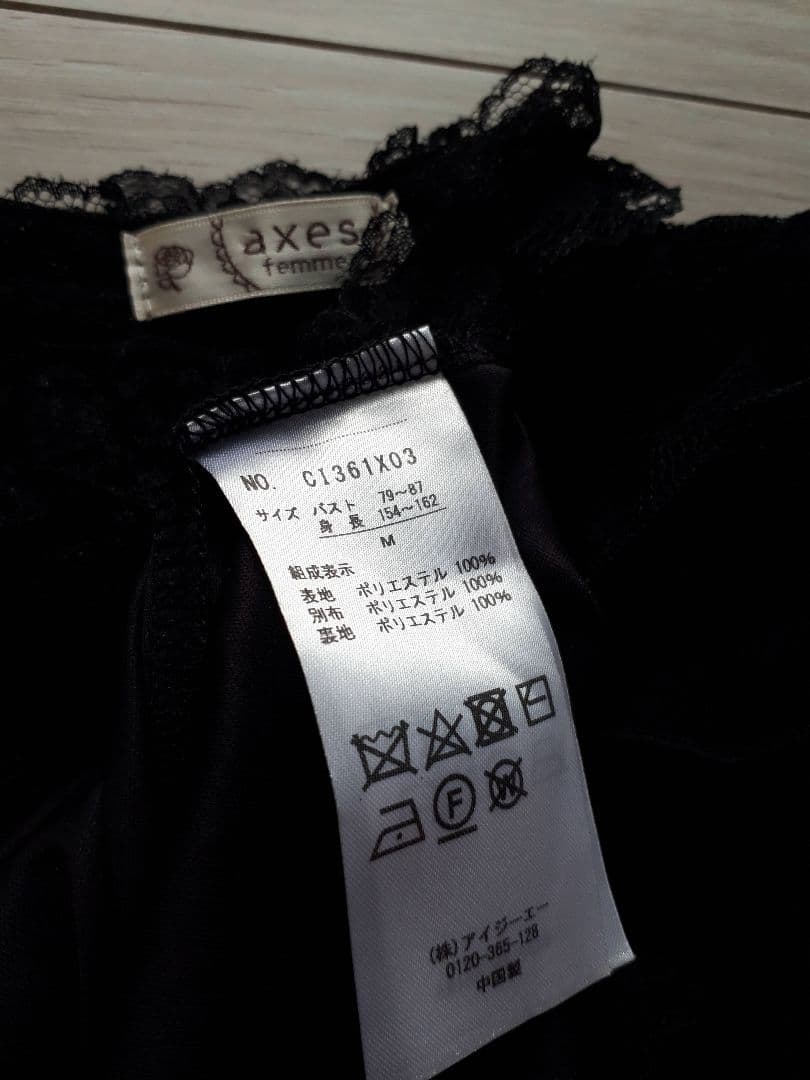 axes
femme
NO. CI361X03
サイズ バスト 79～87
身長 154～162
M
組成表示
表地 ポリエステル 100%
別布 ポリエステル 100%
裏地 ポリエステル 100%
F
W
(株)アイジーエー
0120-365-128
中国製